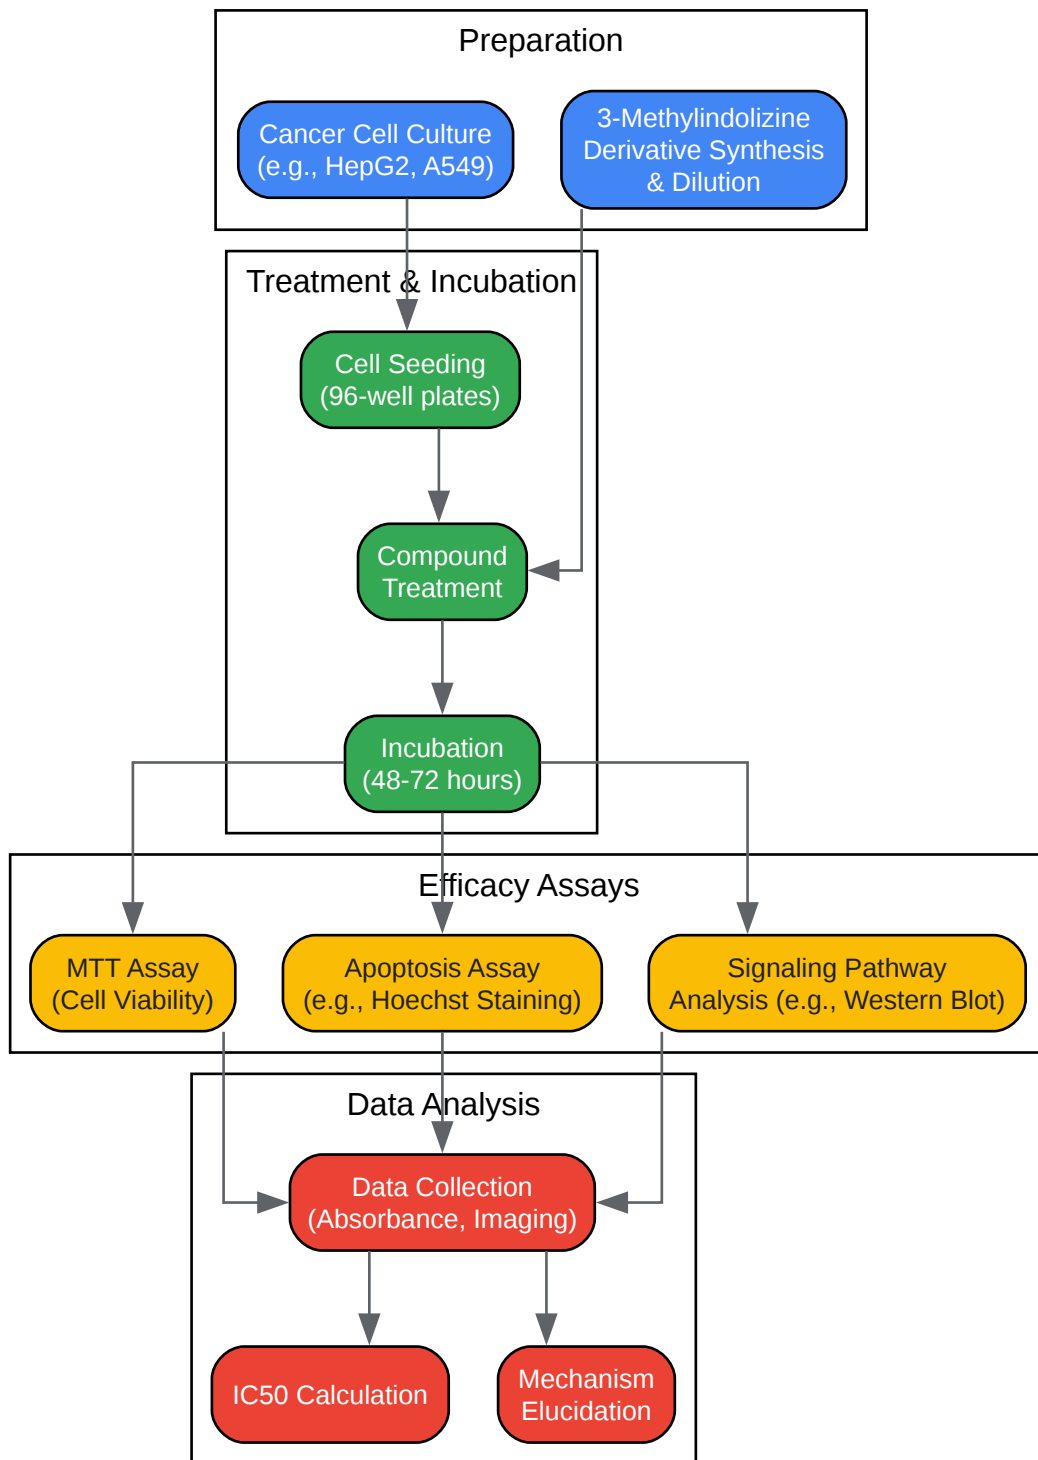 Preparation
Cancer Cell Culture
(e.g., HepG2, A549)
3-Methylindolizine
Derivative Synthesis
& Dilution
Treatment & Incubation
Cell Seeding
(96-well plates)
Compound
Treatment
Incubation
(48-72 hours)
Efficacy Assays
MTT Assay
(Cell Viability)
Apoptosis Assay
(e.g., Hoechst Staining)
Signaling Pathway
Analysis (e.g., Western Blot)
Data Analysis
Data Collection
(Absorbance, Imaging)
IC50 Calculation
Mechanism
Elucidation